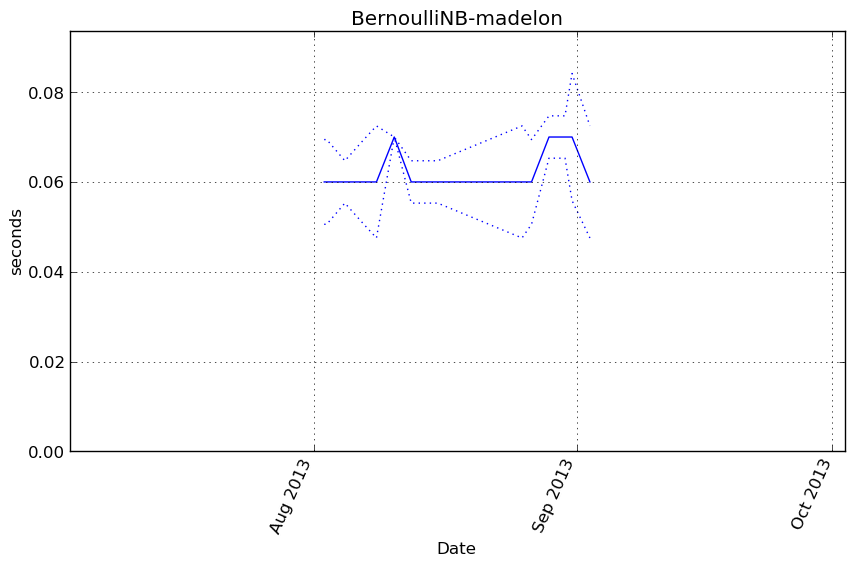 BernoulliNB-madelon
0.08
0.06
0.04
0.02
0.00
seconds
Aug 2013
Sep 2013
Oct 2013
Date